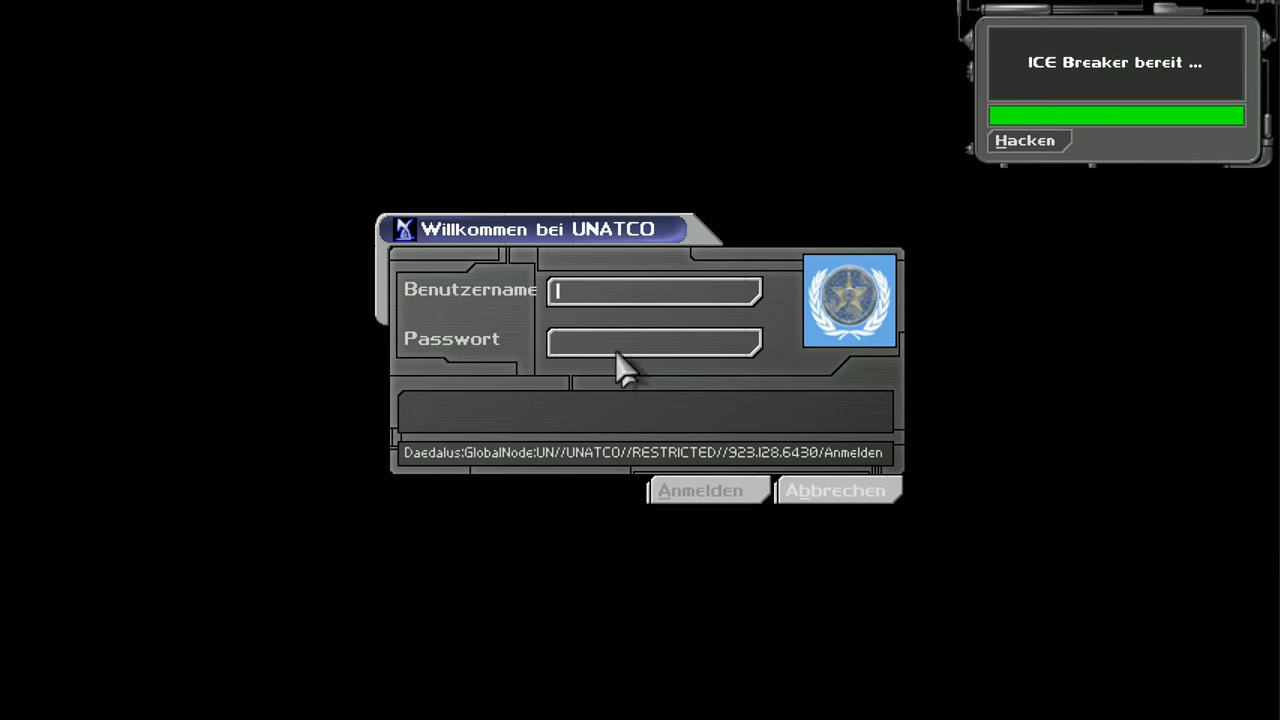 ICE Breaker bereit ...
Hacken
Willkommen bei UNATCO
Benutzername
Passwort
Daedalus:GlobalNode:UN//UNATCO//RESTRICTED//923.128.6430/Anmelden
Anmelden
Abbrechen